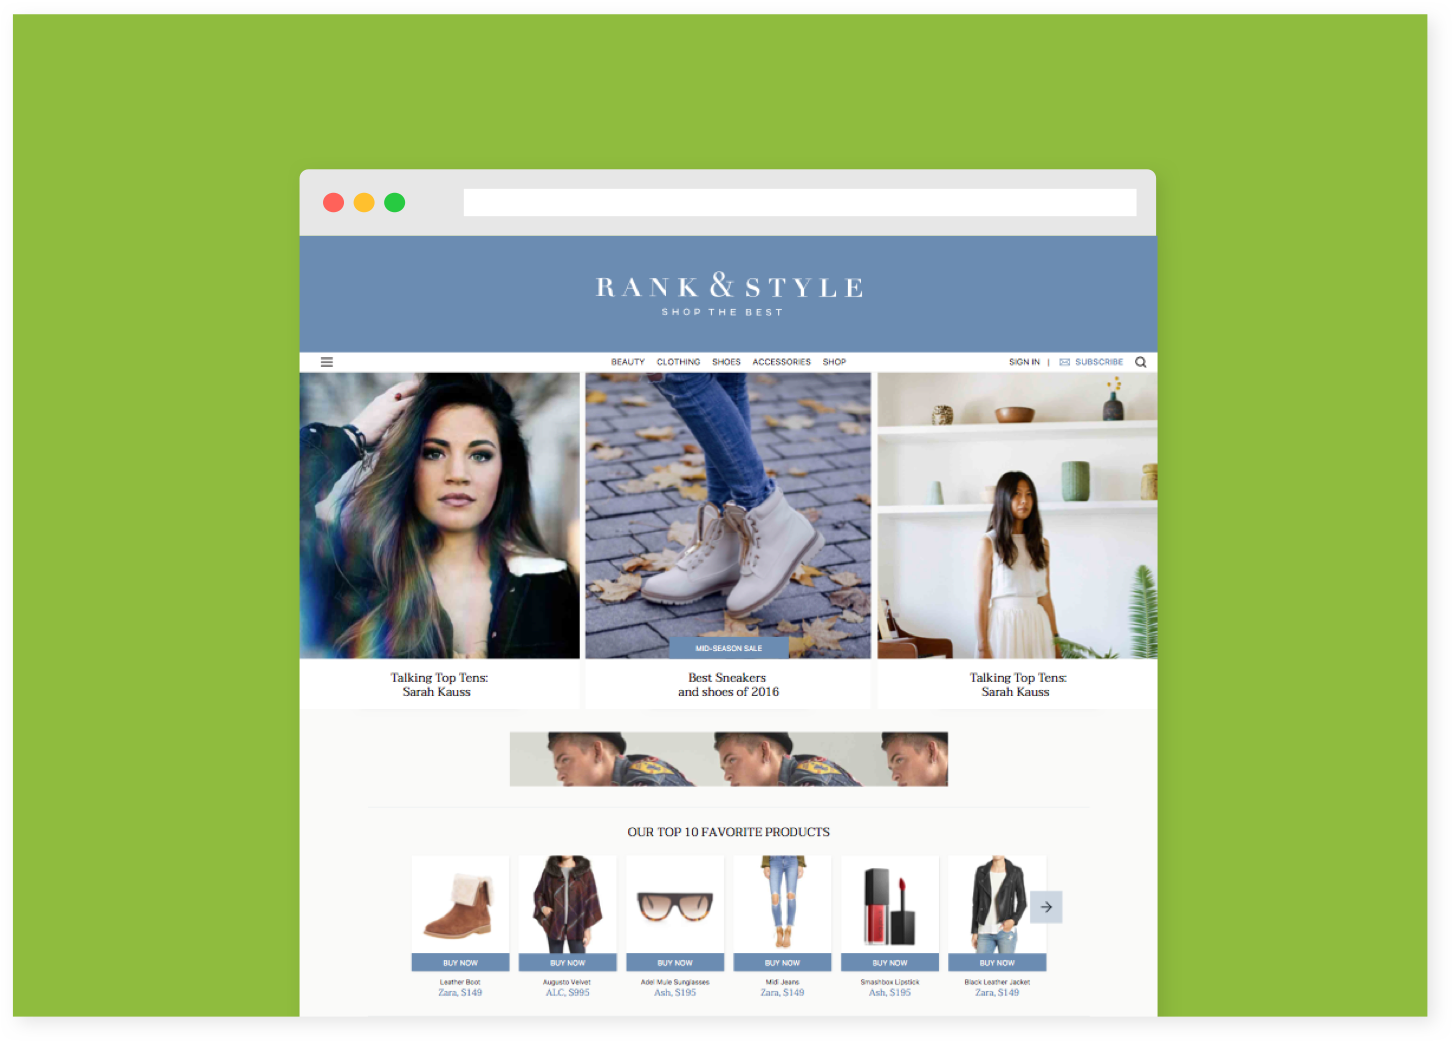 RANK & STYLE
SHOP THE BEST
BEAUTY CLOTHING SHOES ACCESSORIES SHOP
SIGN IN | SUBSCRIBE
MID-SEASON SALE
Talking Top Tens:
Sarah Kauss
Best Sneakers
and shoes of 2016
Talking Top Tens:
Sarah Kauss
OUR TOP 10 FAVORITE PRODUCTS
BUY NOW BUY NOW BUY NOW BUY NOW BUY NOW BUY NOW
Leather Boot Augusto Velvet Adel Mule Sunglasses Midi Jeans Smashbox Lipstick Black Leather Jacket
Zara, $149 ALC, $995 Ash, $195 Zara, $149 Ash, $195 Zara, $149